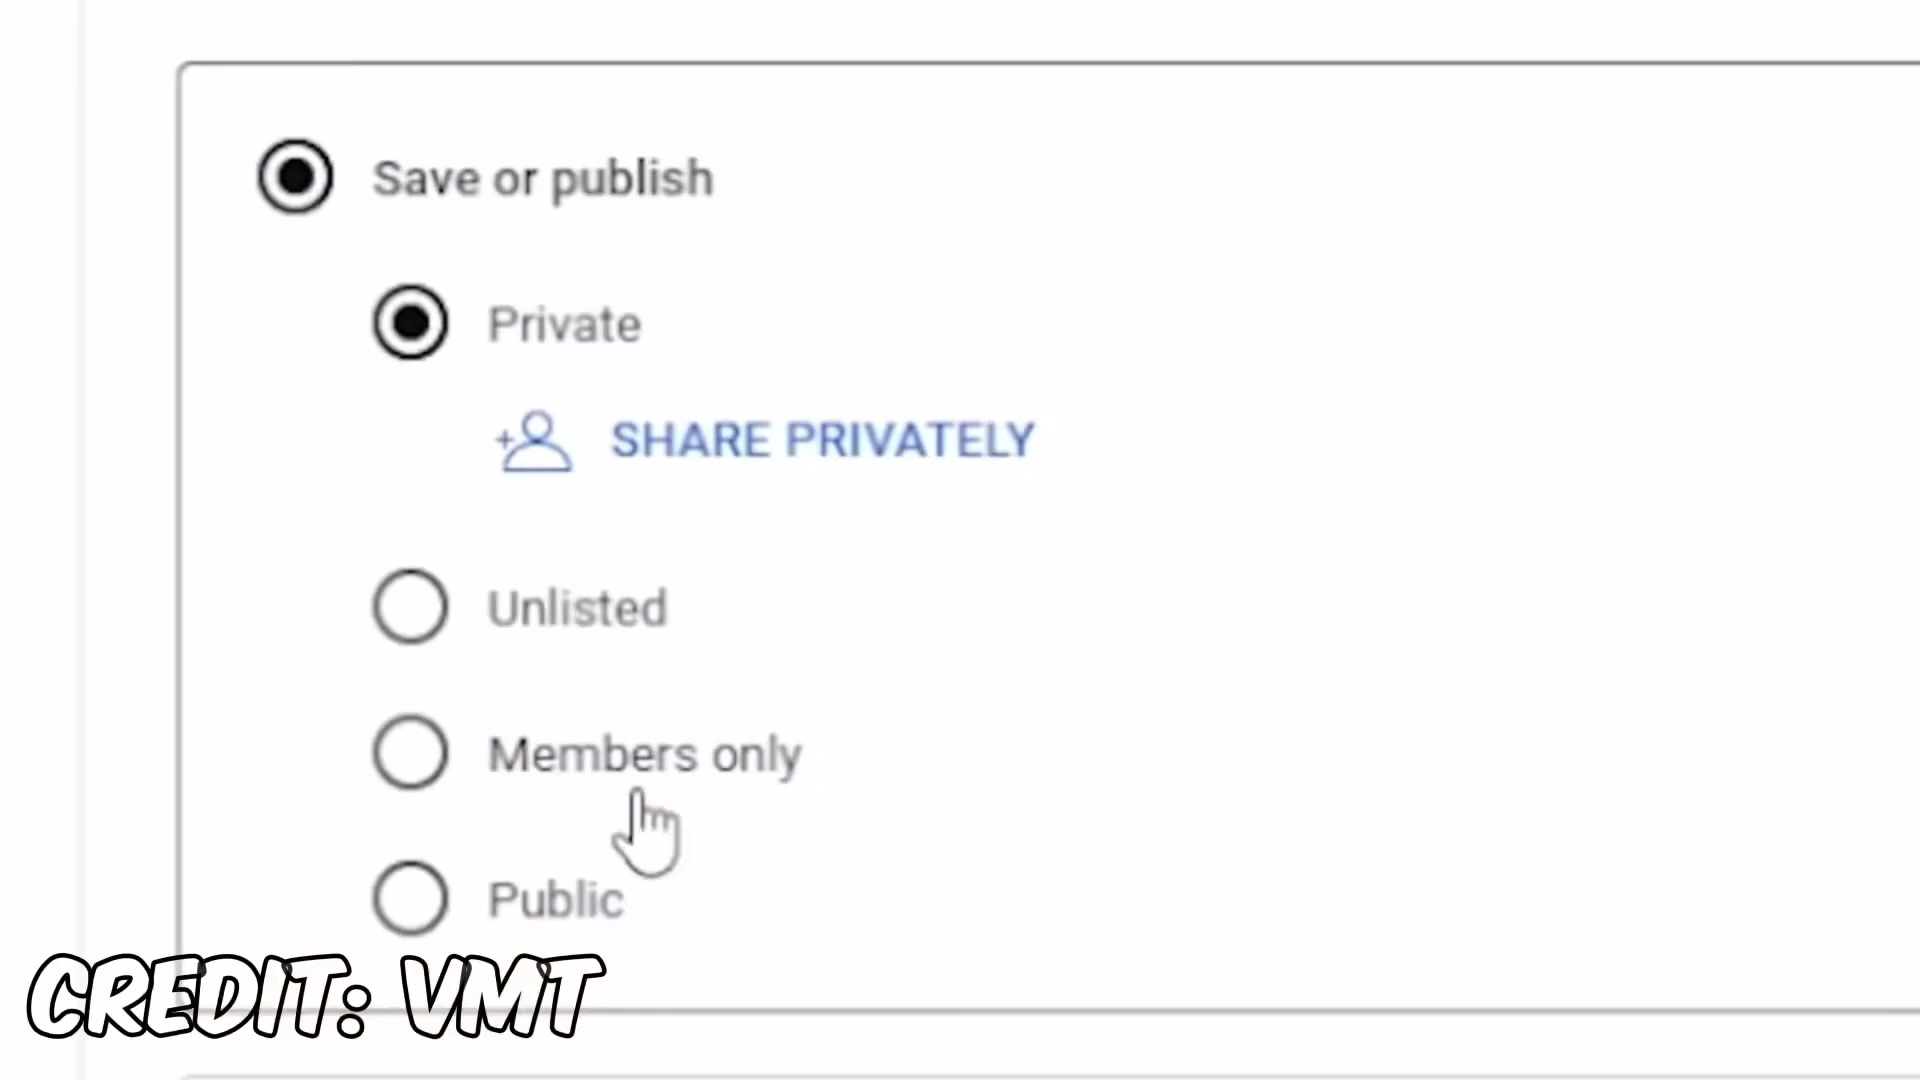 Save or publish
Private
SHARE PRIVATELY
Unlisted
Members only
Public
CREDIT: VMT